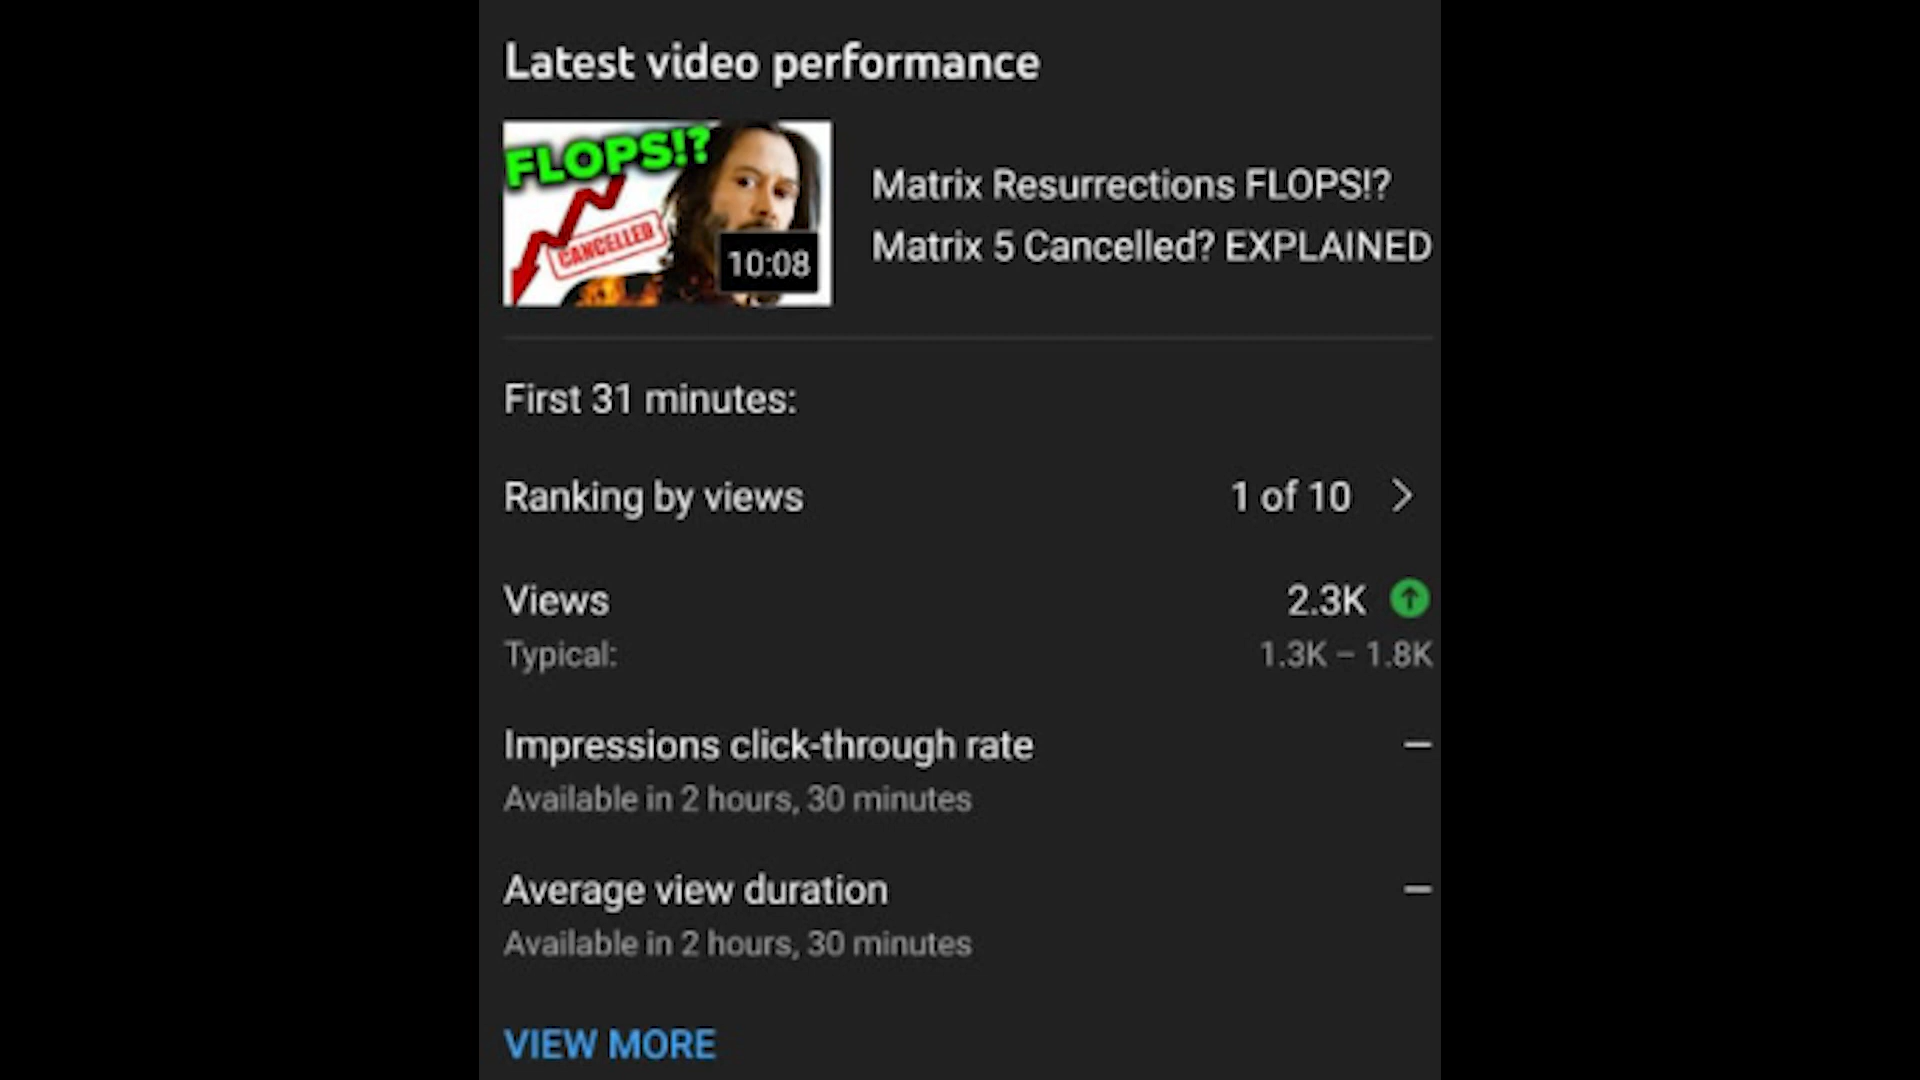 Latest video performance
FLOPS!?
CANCELLED
10:08
Matrix Resurrections FLOPS!?
Matrix 5 Cancelled? EXPLAINED
First 31 minutes:
Ranking by views 1 of 10
Views 2.3K
Typical: 1.3K – 1.8K
Impressions click-through rate –
Available in 2 hours, 30 minutes
Average view duration –
Available in 2 hours, 30 minutes
VIEW MORE